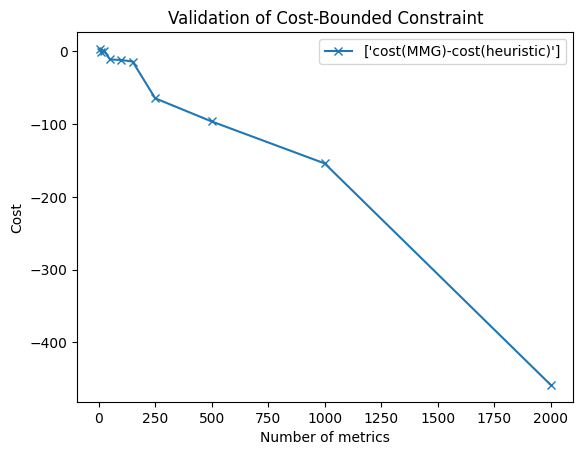 Validation of Cost-Bounded Constraint
['cost(MMG)-cost(heuristic)']
Cost
0
−100
−200
−300
−400
0 250 500 750 1000 1250 1500 1750 2000
Number of metrics